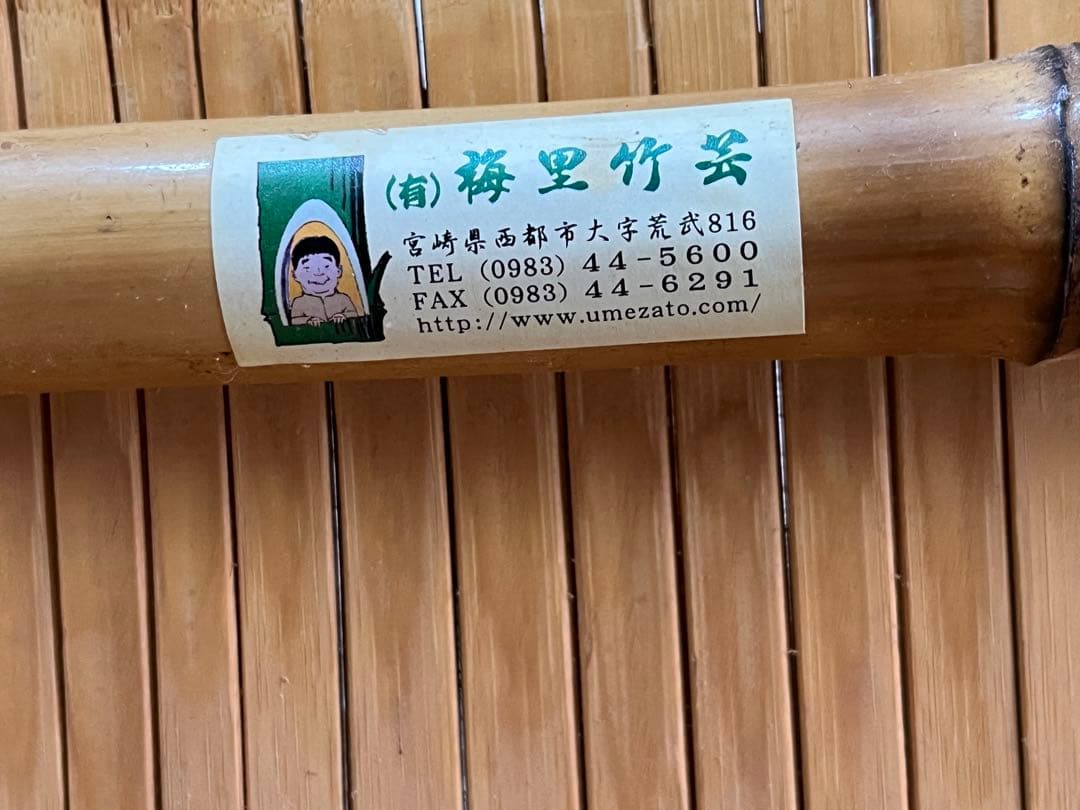 (有)梅里竹芸
宮崎県西都市大字荒武816
TEL (0983) 44-5600
FAX (0983) 44-6291
http://www.umezato.com/